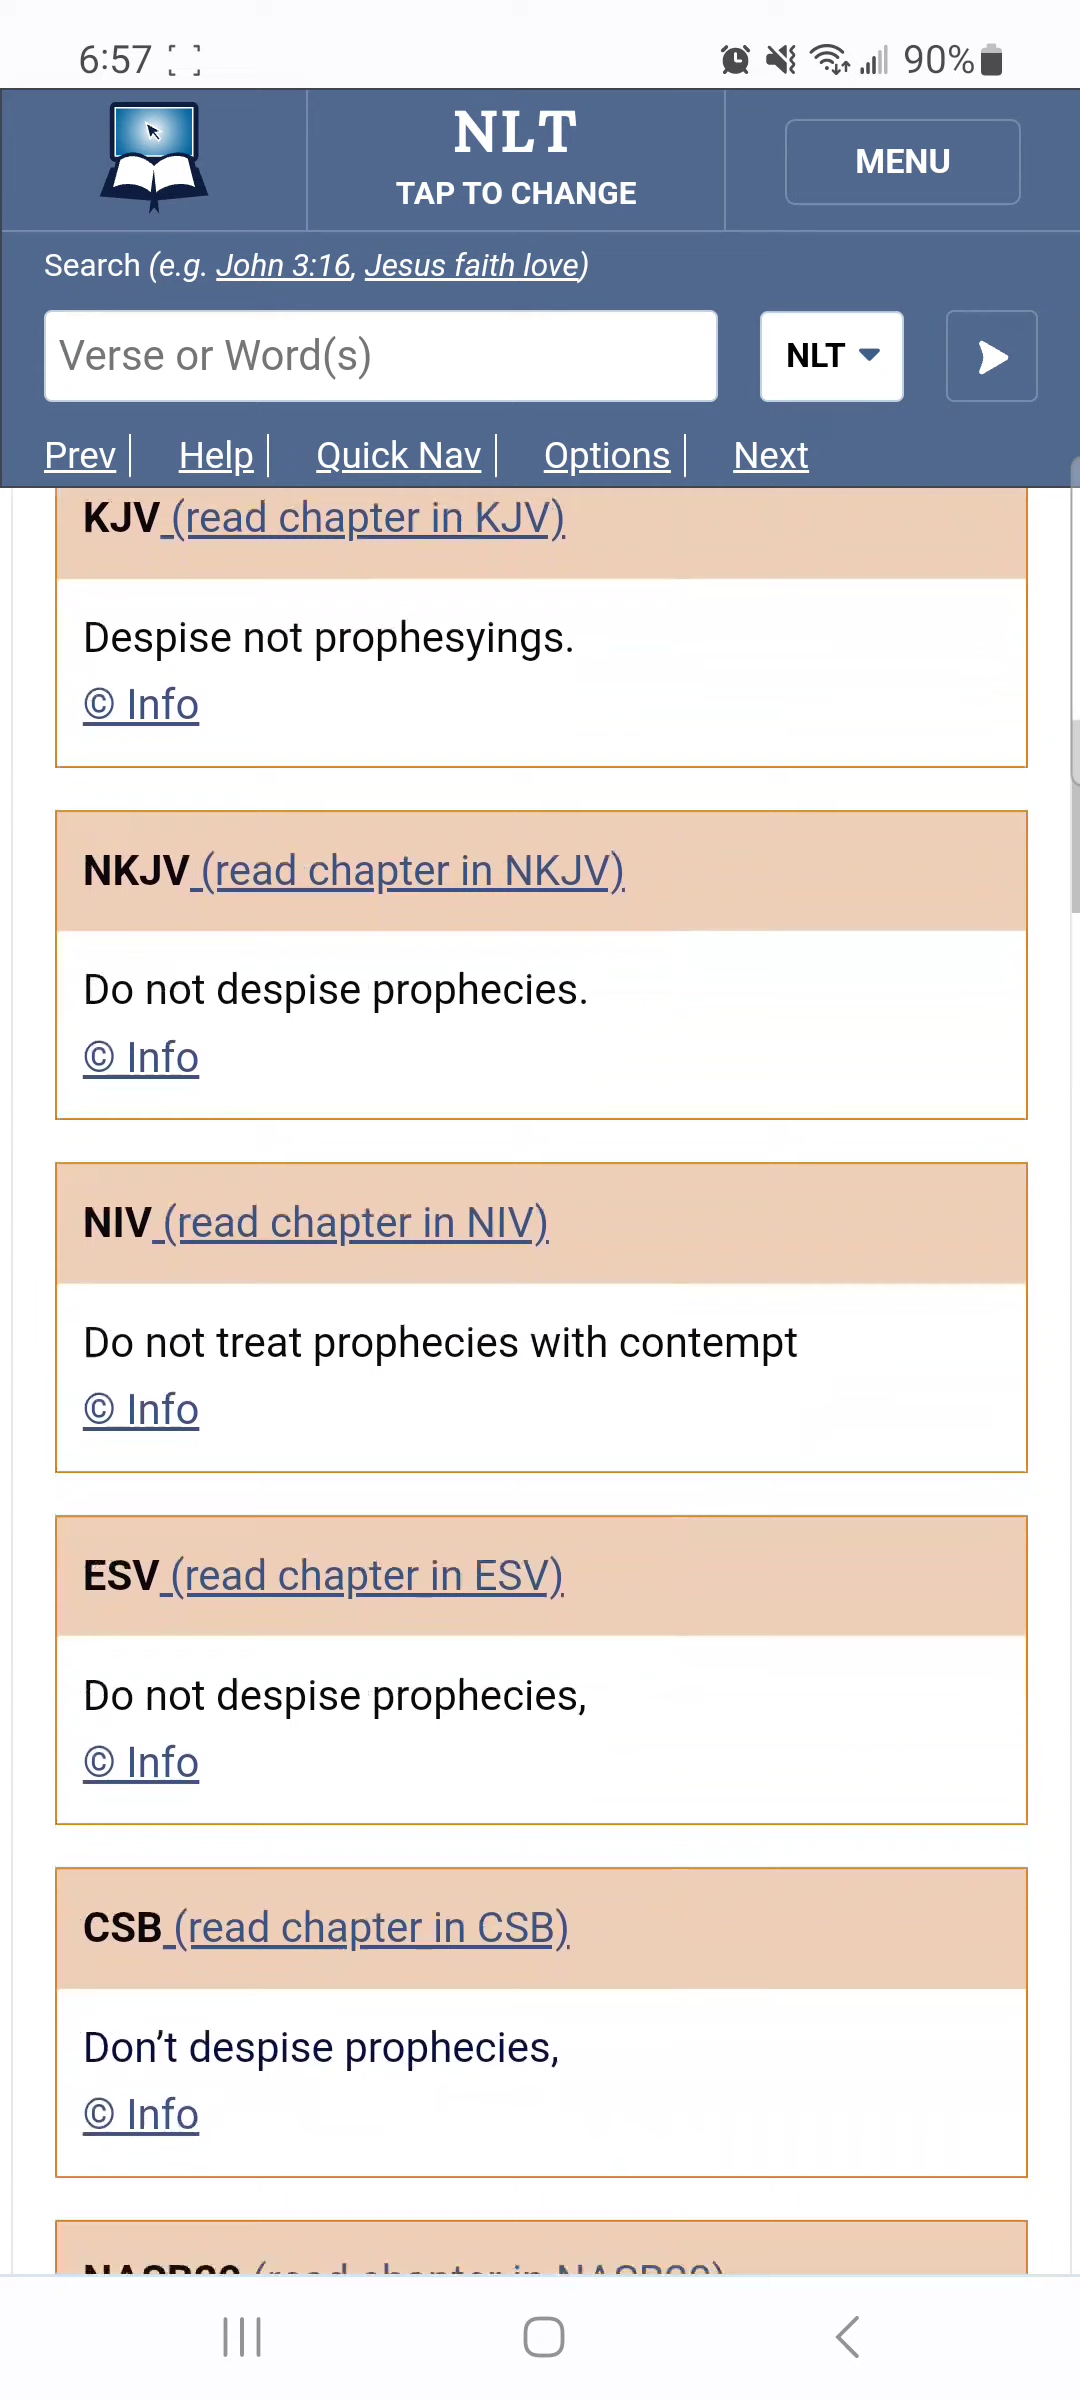 6:57
90%
NLT
TAP TO CHANGE
MENU
Search (e.g. John 3:16, Jesus faith love)
Verse or Word(s)
NLT
Prev
Help
Quick Nav
Options
Next
KJV (read chapter in KJV)
Despise not prophesyings.
© Info
NKJV (read chapter in NKJV)
Do not despise prophecies.
© Info
NIV (read chapter in NIV)
Do not treat prophecies with contempt
© Info
ESV (read chapter in ESV)
Do not despise prophecies,
© Info
CSB (read chapter in CSB)
Don’t despise prophecies,
© Info